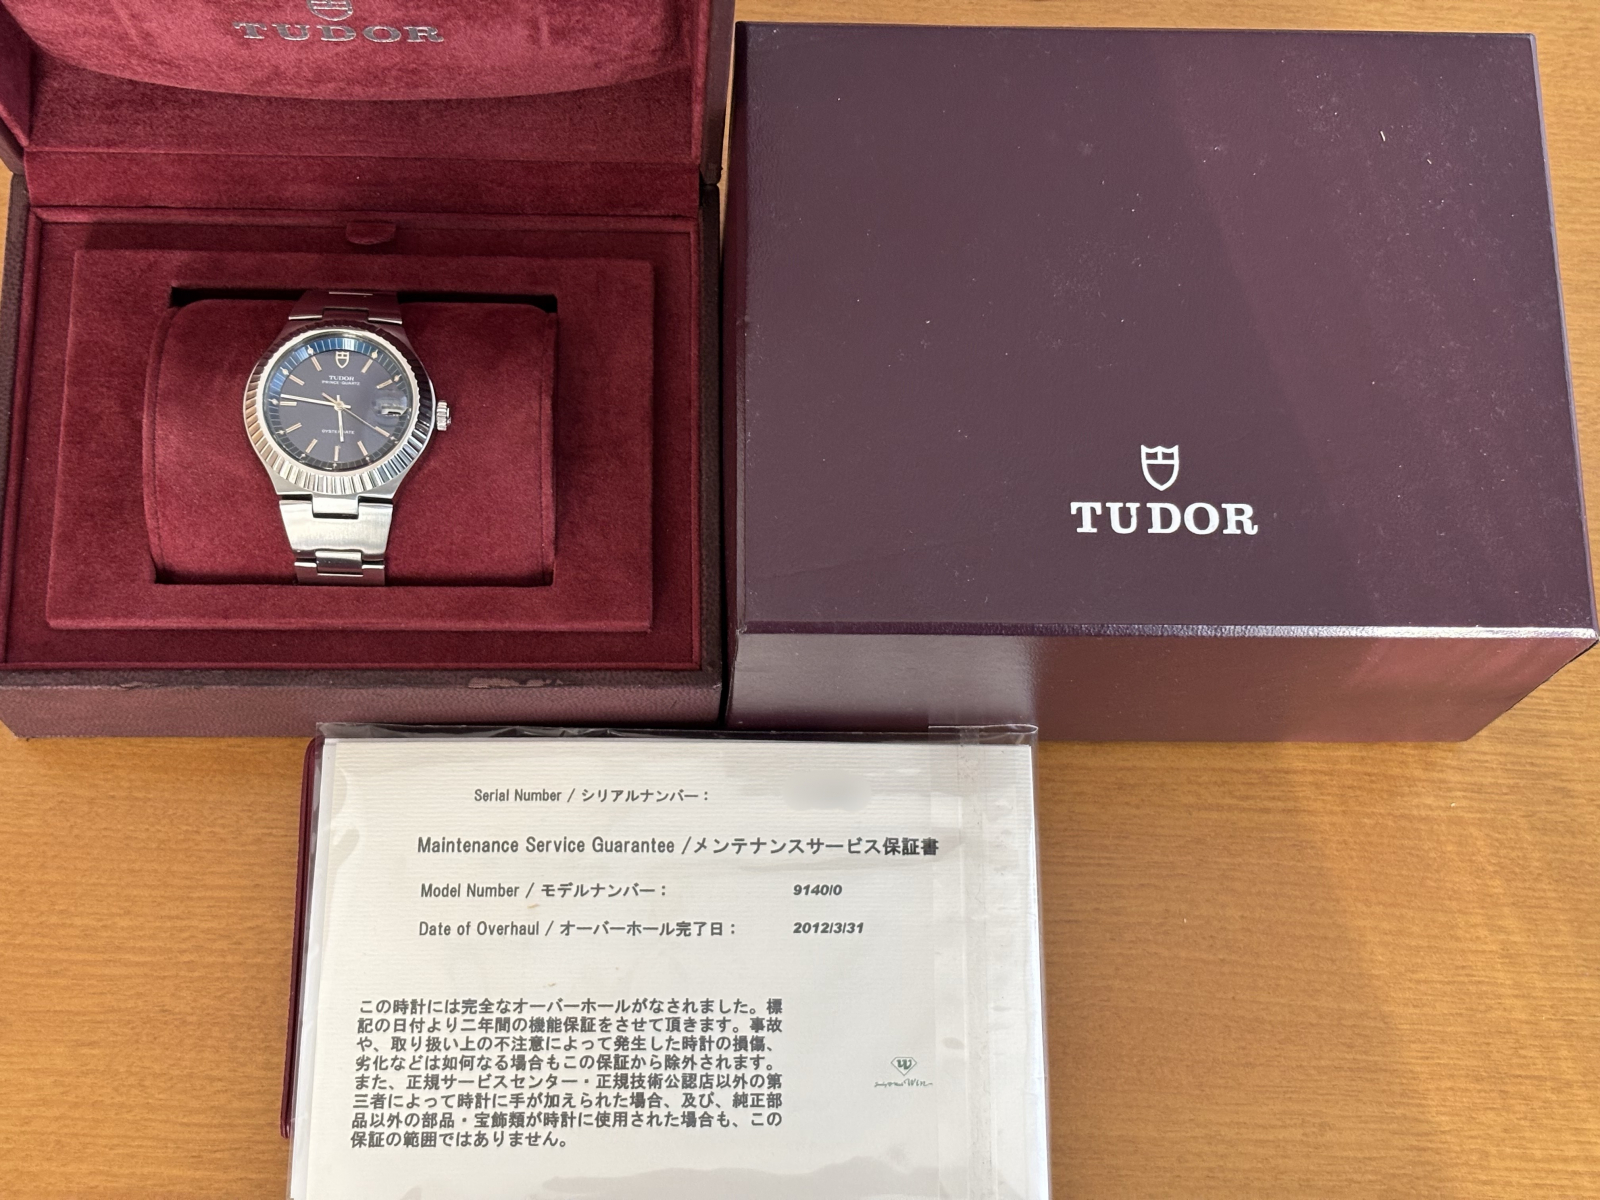 TUDOR
TUDOR
PRINCE-QUARTZ
OYSTERDATE
TUDOR
Serial Number / シリアルナンバー：
Maintenance Service Guarantee /メンテナンスサービス保証書
Model Number / モデルナンバー： 9140/0
Date of Overhaul / オーバーホール完了日： 2012/3/31
この時計には完全なオーバーホールがなされました。標
記の日付より二年間の機能保証をさせて頂きます。事故
や、取り扱い上の不注意によって発生した時計の損傷、
劣化などは如何なる場合もこの保証から除外されます。
また、正規サービスセンター・正規技術公認店以外の第
三者によって時計に手が加えられた場合、及び、純正部
品以外の部品・宝飾類が時計に使用された場合も、この
保証の範囲ではありません。